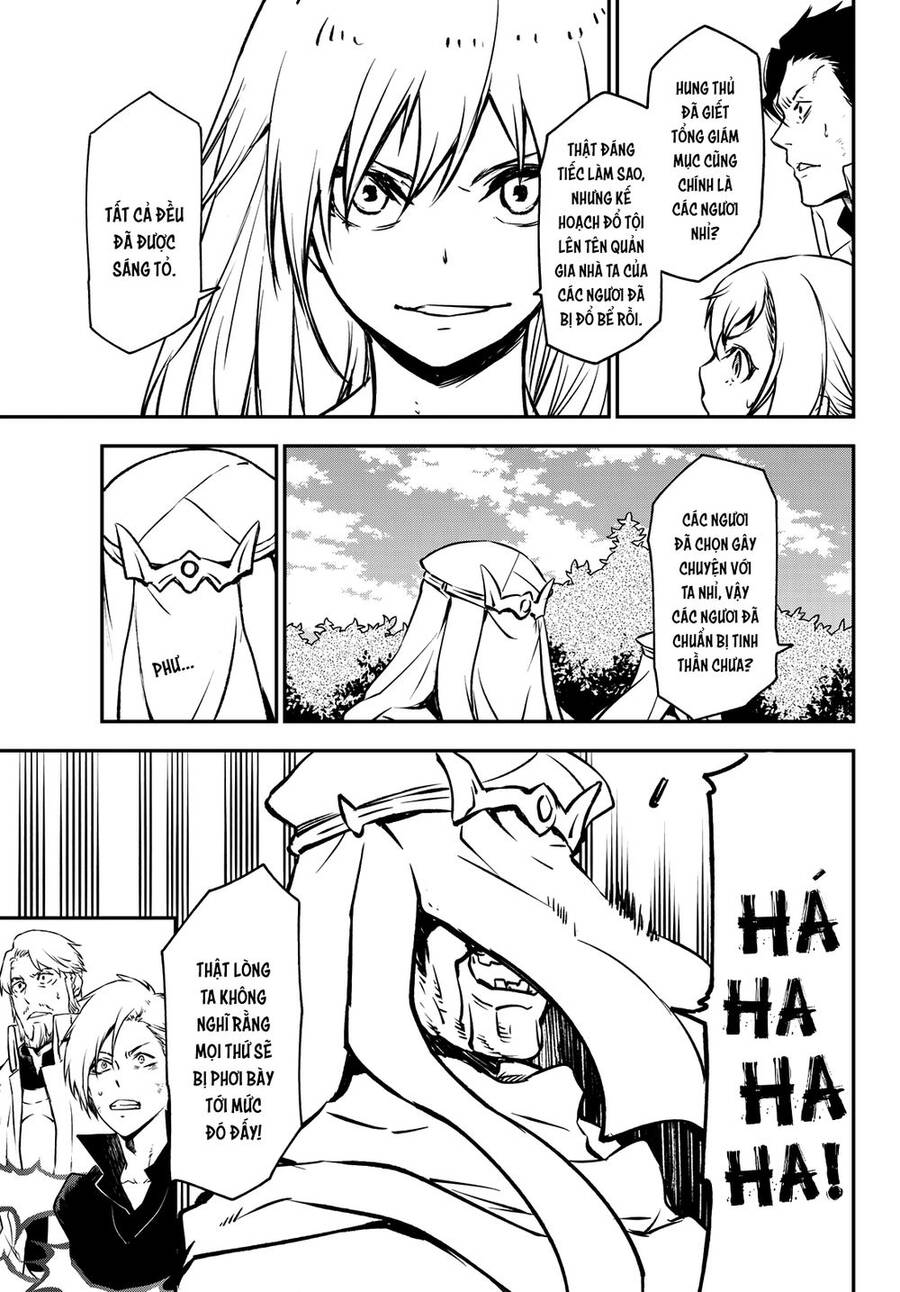 HUNG THỦ
ĐÃ GIẾT
TỔNG GIÁM
MỤC CŨNG
CHÍNH LÀ
CÁC NGƯƠI
NHỈ?
THẬT ĐÁNG
TIẾC LÀM SAO,
NHƯNG KẾ
HOẠCH ĐỔ TỘI
LÊN TÊN QUẢN
GIA NHÀ TA CỦA
CÁC NGƯƠI ĐÃ
BỊ ĐỔ BỂ RỒI.
TẤT CẢ ĐỀU
ĐÃ ĐƯỢC
SÁNG TỎ.
CÁC NGƯƠI
ĐÃ CHỌN GÂY
CHUYỆN VỚI
TA NHỈ, VẬY
CÁC NGƯƠI ĐÃ
CHUẨN BỊ TINH
THẦN CHƯA?
PHƯ...
HÁ
HA
HA
HA!
THẬT LÒNG
TA KHÔNG
NGHĨ RẰNG
MỌI THỨ SẼ
BỊ PHƠI BÀY
TỚI MỨC
ĐÓ ĐẤY!